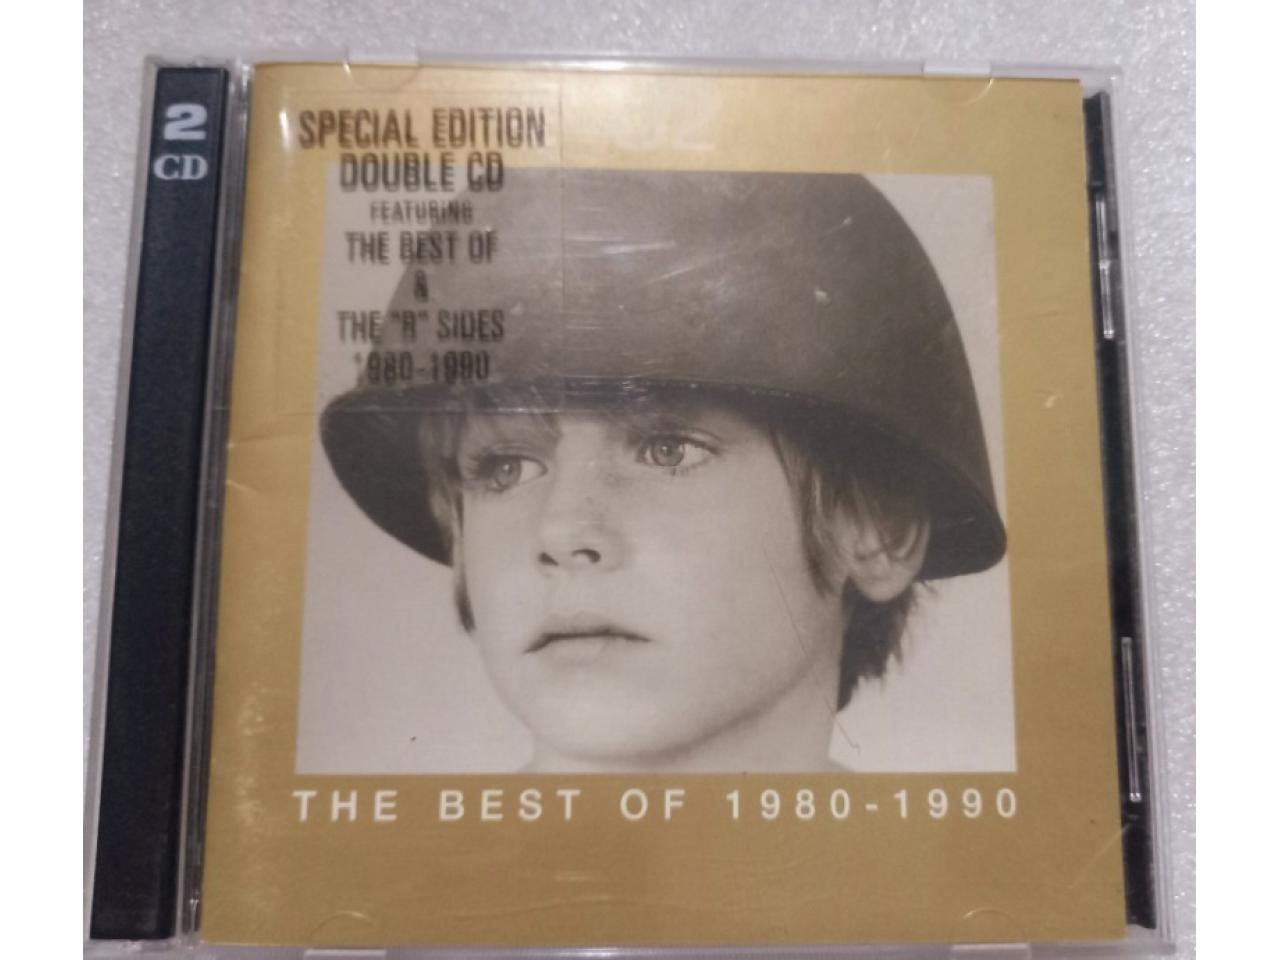 2
CD
SPECIAL EDITION
DOUBLE CD
FEATURING
THE BEST OF
&
THE "B" SIDES
1980-1990
U2
THE BEST OF 1980-1990